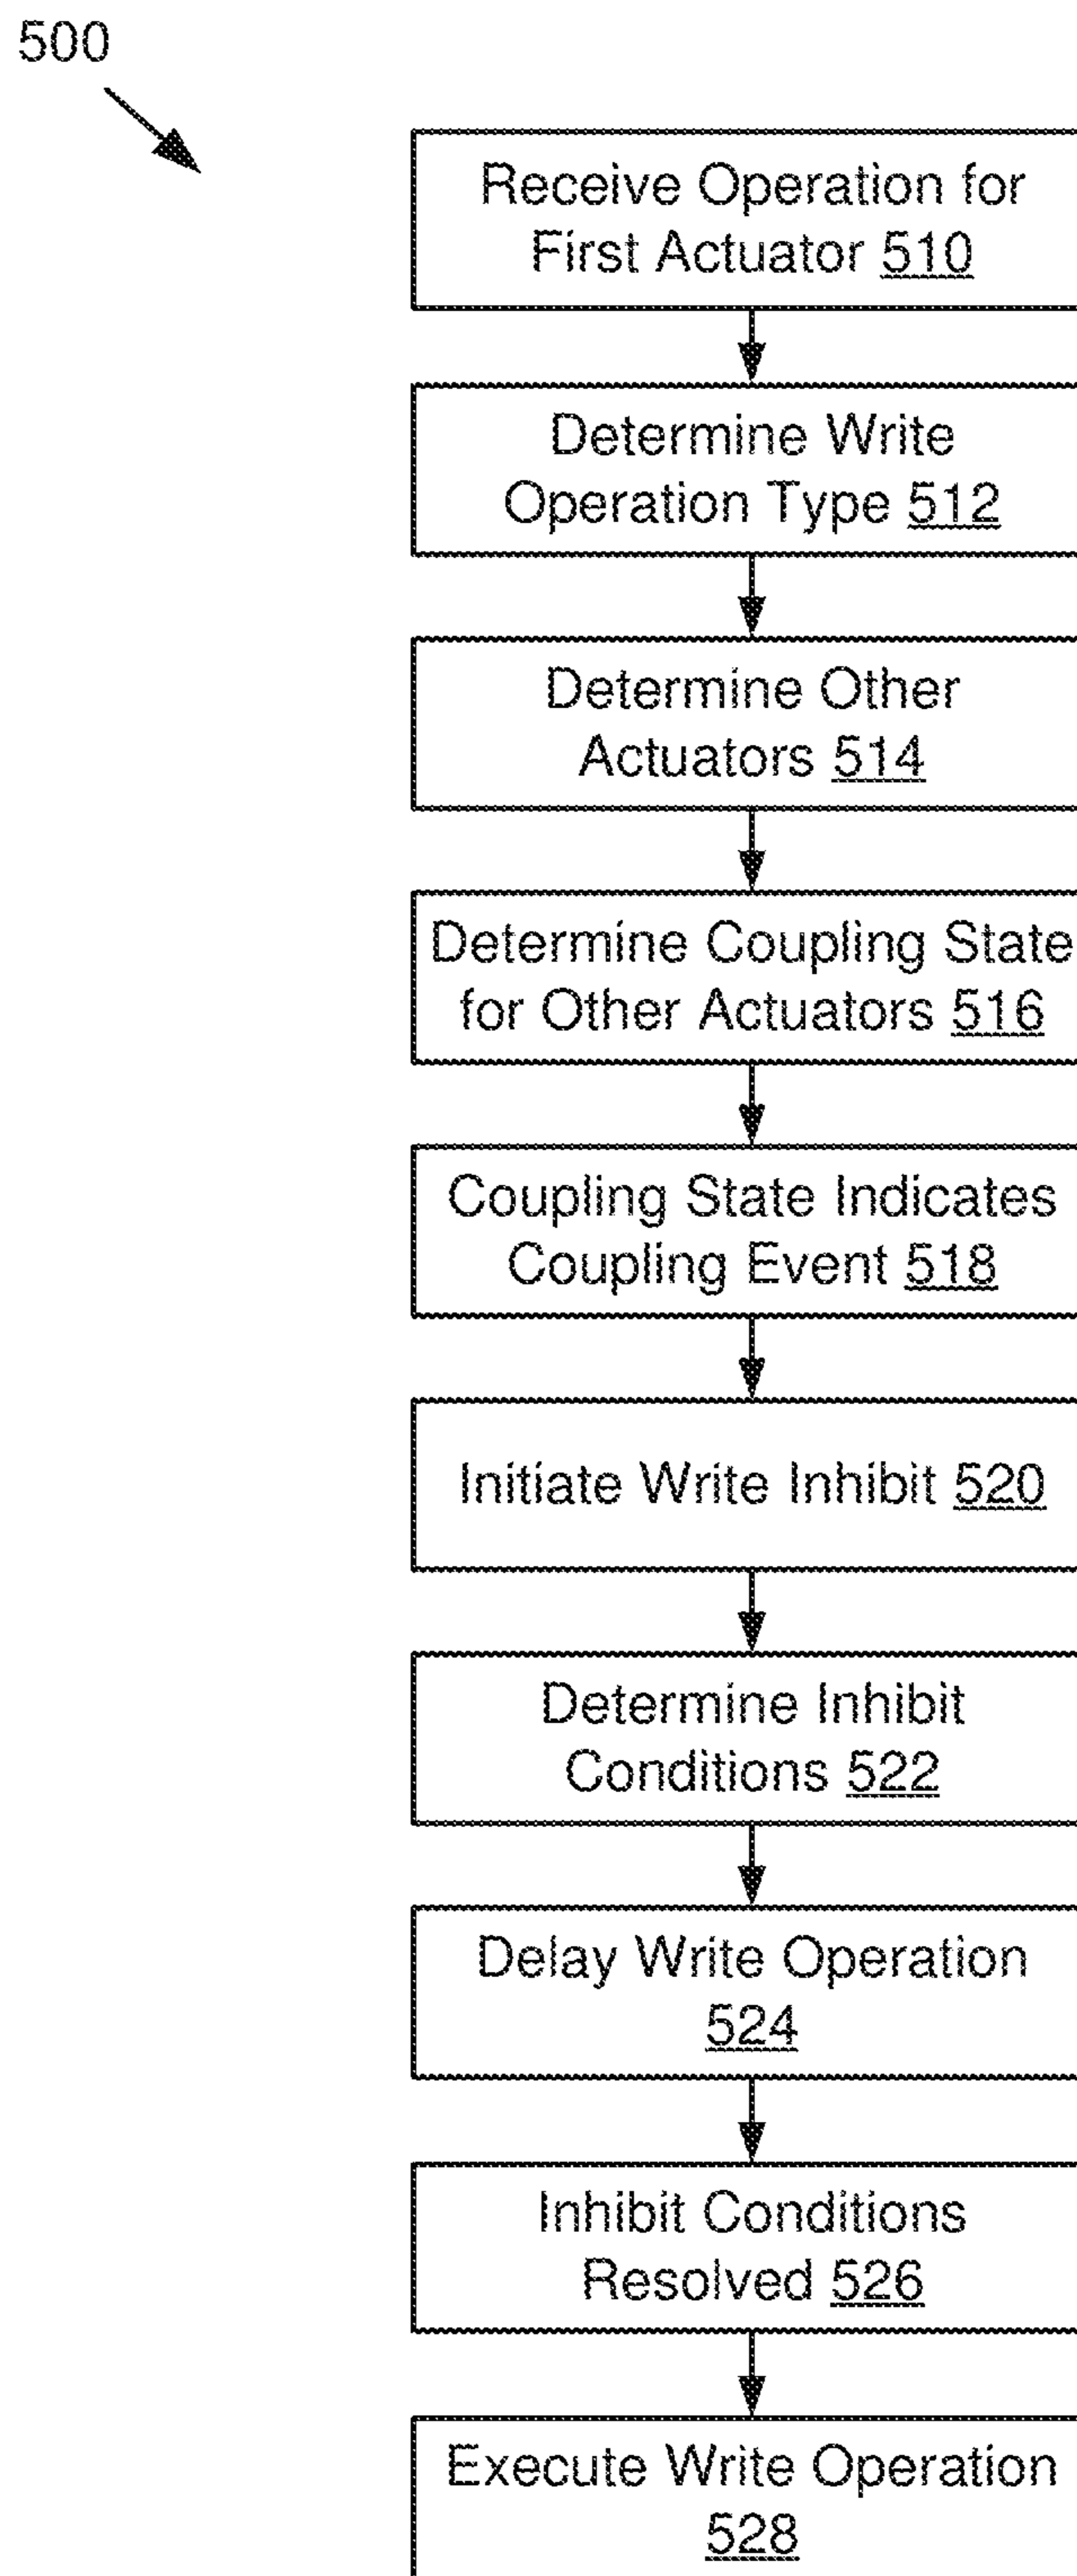 500
Receive Operation for
First Actuator 510
Determine Write
Operation Type 512
Determine Other
Actuators 514
Determine Coupling State
for Other Actuators 516
Coupling State Indicates
Coupling Event 518
Initiate Write Inhibit 520
Determine Inhibit
Conditions 522
Delay Write Operation
524
Inhibit Conditions
Resolved 526
Execute Write Operation
528